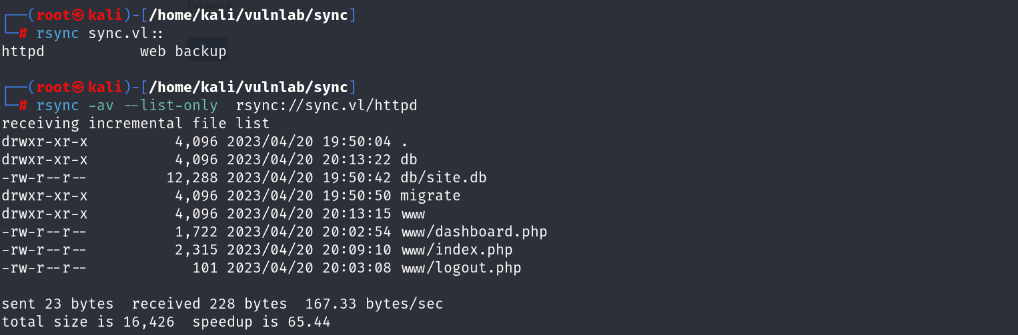 ┌──(root㉿kali)-[/home/kali/vulnlab/sync]
└─# rsync sync.vl::
httpd           web backup
┌──(root㉿kali)-[/home/kali/vulnlab/sync]
└─# rsync -av --list-only  rsync://sync.vl/httpd
receiving incremental file list
drwxr-xr-x          4,096 2023/04/20 19:50:04 .
drwxr-xr-x          4,096 2023/04/20 20:13:22 db
-rw-r--r--         12,288 2023/04/20 19:50:42 db/site.db
drwxr-xr-x          4,096 2023/04/20 19:50:50 migrate
drwxr-xr-x          4,096 2023/04/20 20:13:15 www
-rw-r--r--          1,722 2023/04/20 20:02:54 www/dashboard.php
-rw-r--r--          2,315 2023/04/20 20:09:10 www/index.php
-rw-r--r--            101 2023/04/20 20:03:08 www/logout.php
sent 23 bytes  received 228 bytes  167.33 bytes/sec
total size is 16,426  speedup is 65.44